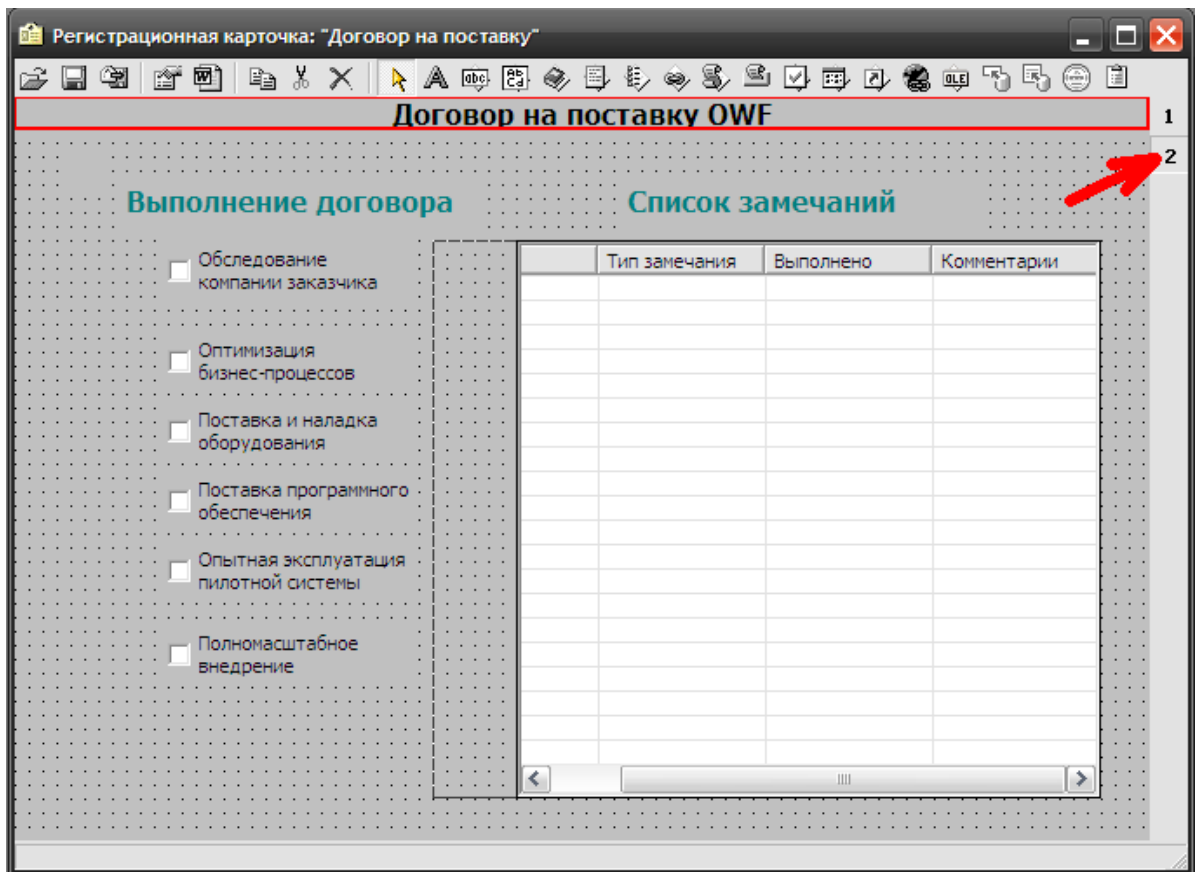 Регистрационная карточка: "Договор на поставку"
OLE
Договор на поставку OWF
1
2
Выполнение договора
Список замечаний
Тип замечания Выполнено Комментарии
Обследование
компании заказчика
Оптимизация
бизнес-процессов
Поставка и наладка
оборудования
Поставка программного
обеспечения
Опытная эксплуатация
пилотной системы
Полномасштабное
внедрение